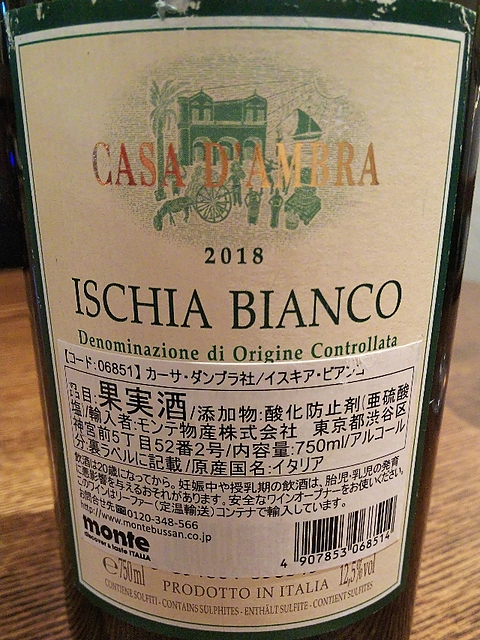 CASA D'AMBRA
2018
ISCHIA BIANCO
Denominazione di Origine Controllata
【コード:06851】カーサ・ダンブラ社/イスキア・ビアンコ
品目:果実酒/添加物:酸化防止剤(亜硫酸
塩)/輸入者:モンテ物産株式会社 東京都渋谷区
神宮前5丁目52番2号/内容量:750ml/アルコール
分:裏ラベルに記載/原産国名:イタリア
飲酒は20歳になってから。妊娠中や授乳期の飲酒は、胎児・乳児の発育
に悪影響を与えるおそれがあります。安全なワインオープナーをお使いください。
このワインはリーファー(定温輸送)コンテナで輸入しています。
お問合せ先 0120-348-566
http://www.montebussan.co.jp
monte
discover & taste ITALIA
4 907853 068514
e 750ml PRODOTTO IN ITALIA 12,5% vol
CONTIENE SOLFITI - CONTAINS SULPHITES - ENTHÄLT SULFITE - CONTIENT SULFITES